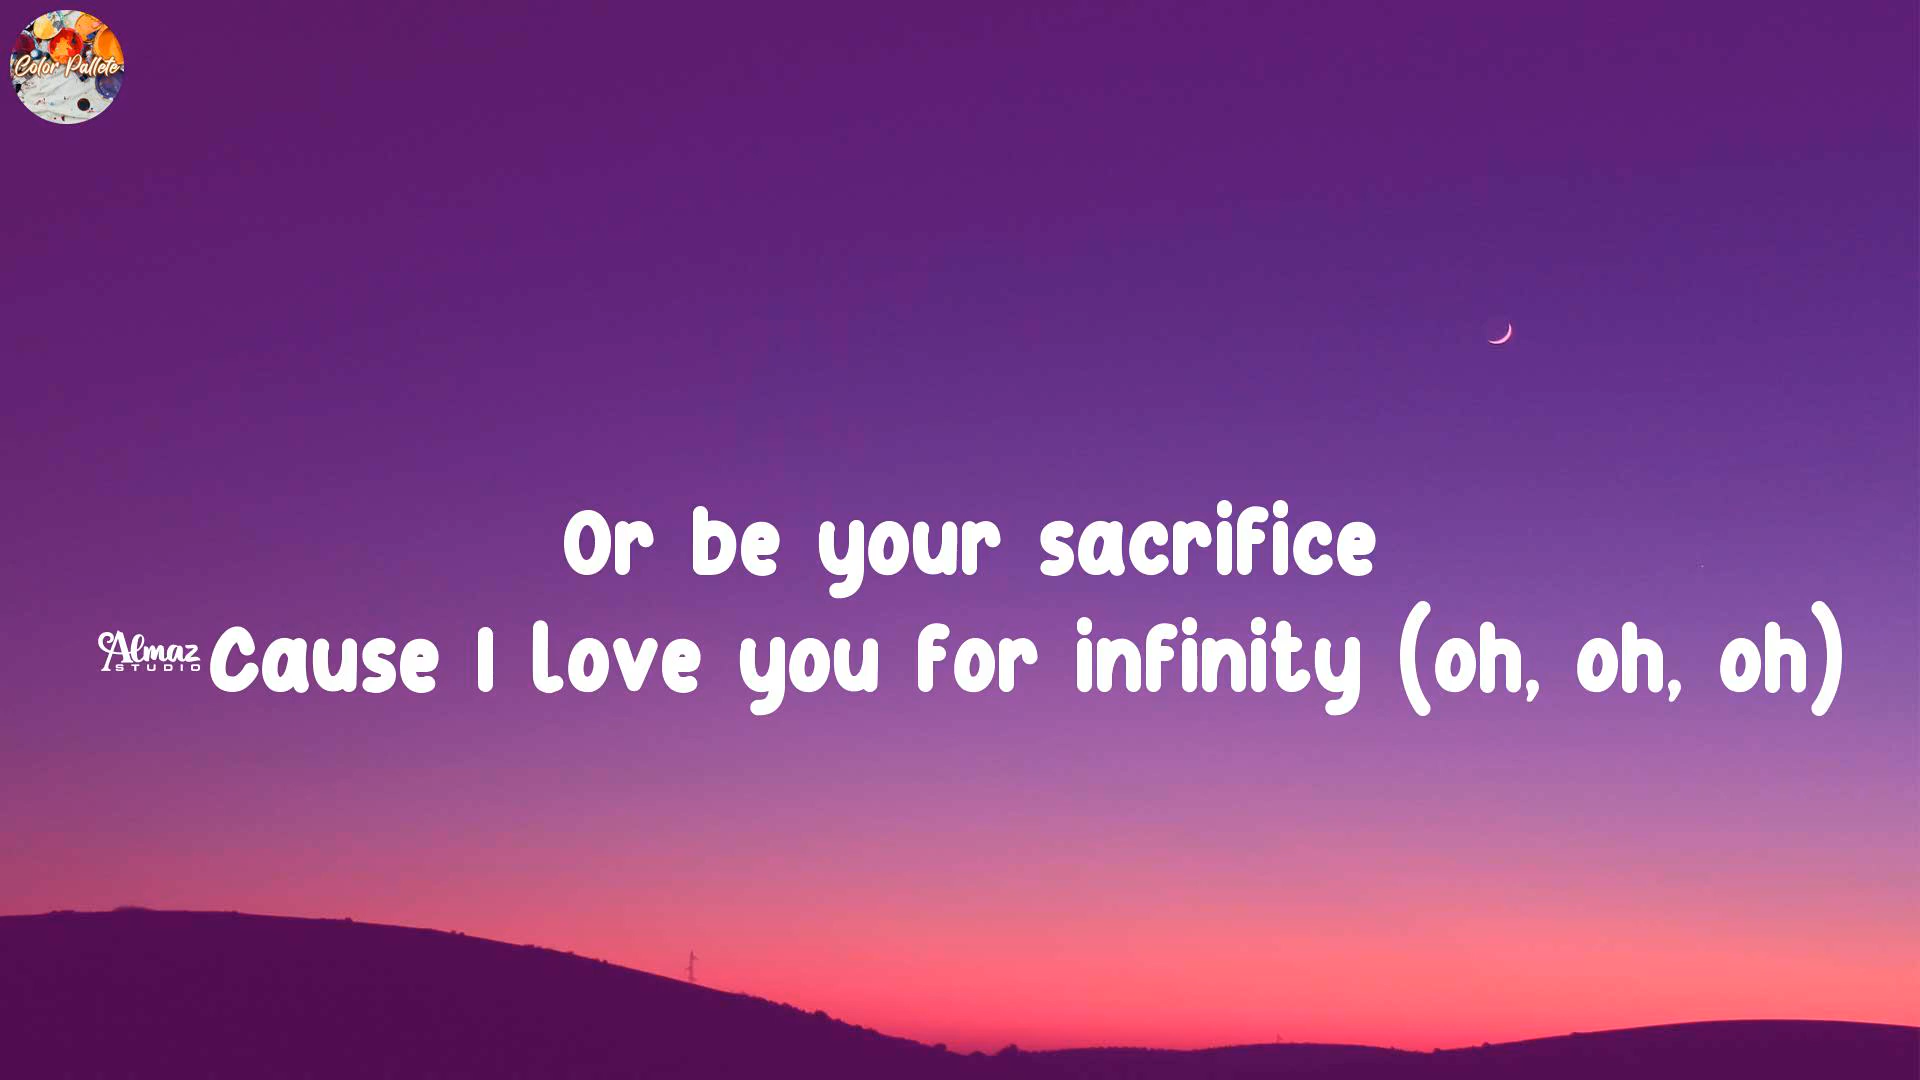 Color Pallete
Or be your sacrifice
Almaz
STUDIO
Cause I love you for infinity (oh, oh, oh)